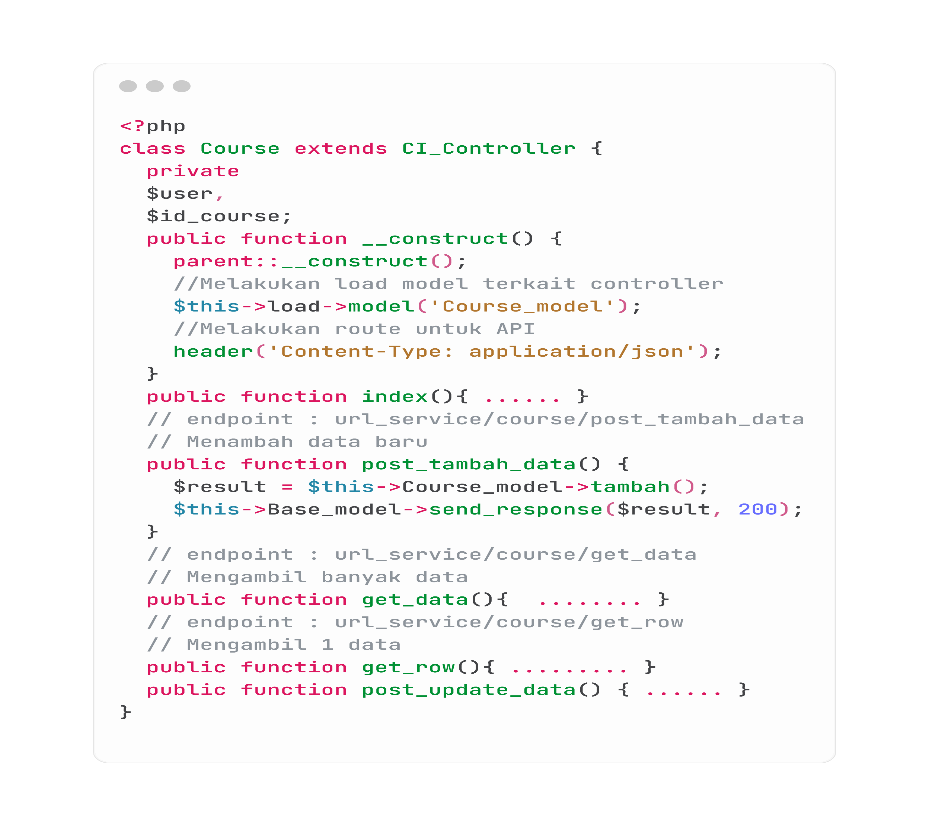 <?php
class Course extends CI_Controller {
private
$user,
$id_course;
public function __construct() {
parent::__construct();
//Melakukan load model terkait controller
$this->load->model('Course_model');
//Melakukan route untuk API
header('Content-Type: application/json');
}
public function index(){ ...... }
// endpoint : url_service/course/post_tambah_data
// Menambah data baru
public function post_tambah_data() {
$result = $this->Course_model->tambah();
$this->Base_model->send_response($result, 200);
}
// endpoint : url_service/course/get_data
// Mengambil banyak data
public function get_data(){  ........ }
// endpoint : url_service/course/get_row
// Mengambil 1 data
public function get_row(){ ......... }
public function post_update_data() { ...... }
}